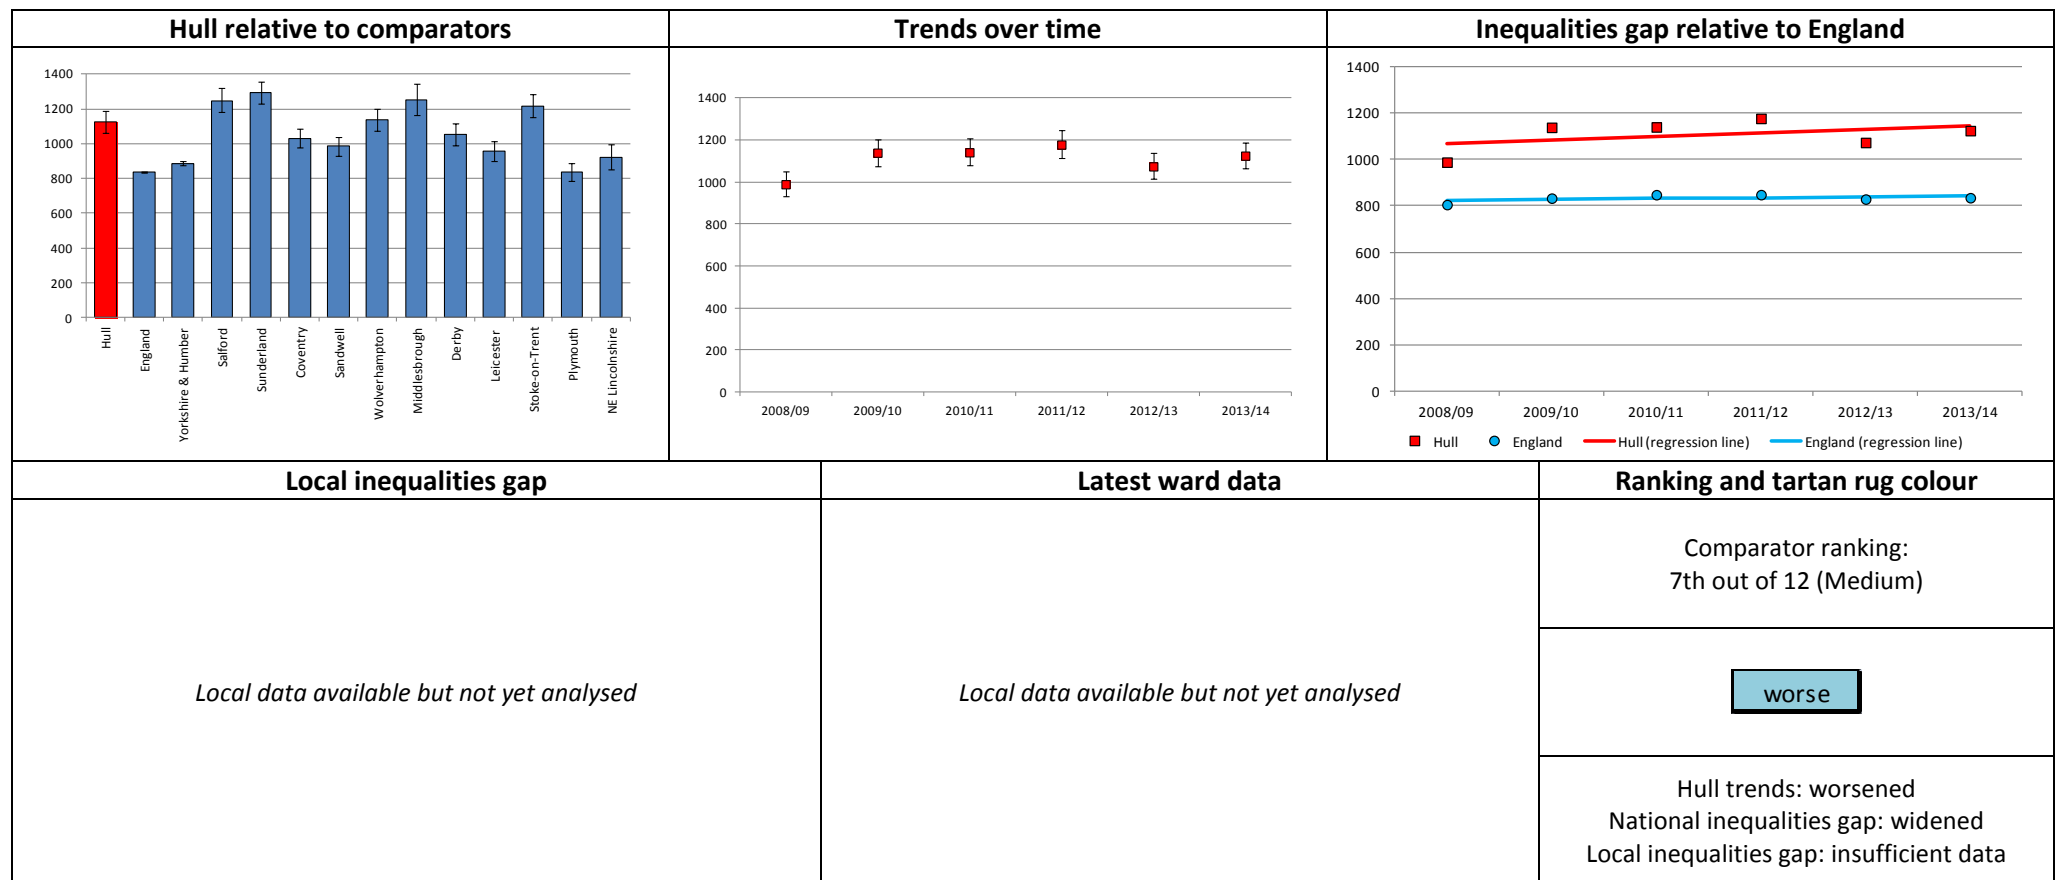 Hull relative to comparators
Trends over time
Inequalities gap relative to England
1400
1200
1000
800
600
400
200
0
Hull
England
Yorkshire & Humber
Salford
Sunderland
Coventry
Sandwell
Wolverhampton
Middlesbrough
Derby
Leicester
Stoke-on-Trent
Plymouth
NE Lincolnshire
1400
1200
1000
800
600
400
200
0
2008/09 2009/10 2010/11 2011/12 2012/13 2013/14
1400
1200
1000
800
600
400
200
0
2008/09 2009/10 2010/11 2011/12 2012/13 2013/14
Hull England Hull (regression line) England (regression line)
Local inequalities gap
Latest ward data
Ranking and tartan rug colour
Local data available but not yet analysed
Local data available but not yet analysed
Comparator ranking:
7th out of 12 (Medium)
worse
Hull trends: worsened
National inequalities gap: widened
Local inequalities gap: insufficient data